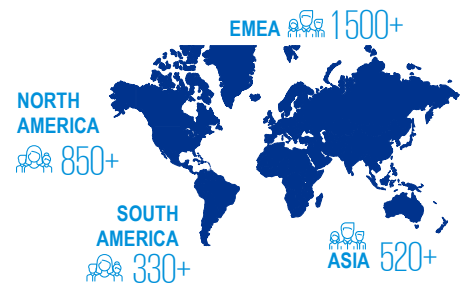 EMEA 1500+
NORTH
AMERICA
850+
SOUTH
AMERICA
330+
ASIA 520+